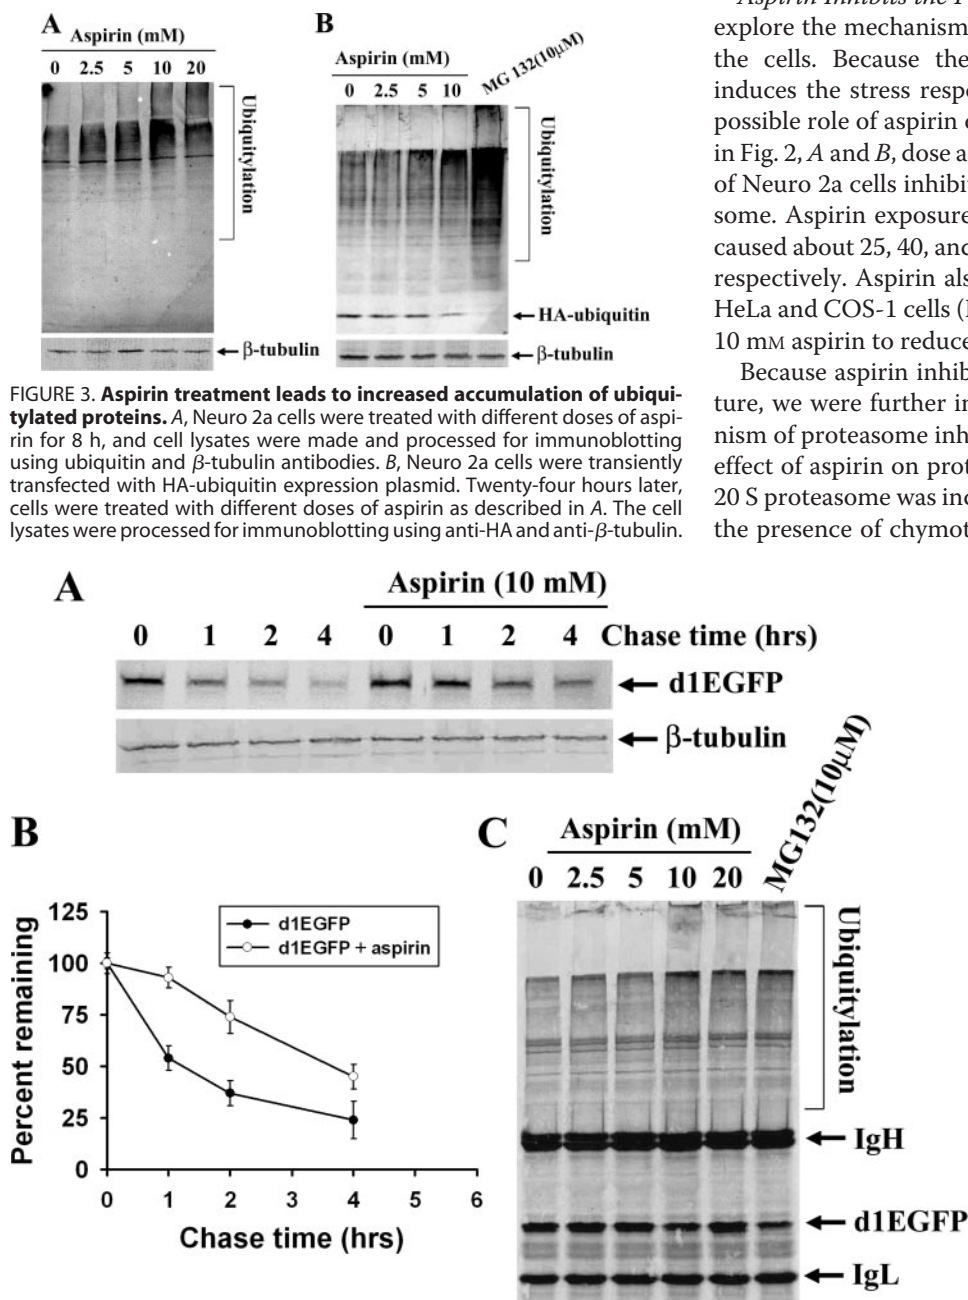 A
Aspirin (mM)
0 2.5 5 10 20
Ubiquitylation
β-tubulin
B
Aspirin (mM)
0 2.5 5 10
MG 132(10μM)
Ubiquitylation
HA-ubiquitin
β-tubulin
FIGURE 3. Aspirin treatment leads to increased accumulation of ubiqui-
tylated proteins. A, Neuro 2a cells were treated with different doses of aspi-
rin for 8 h, and cell lysates were made and processed for immunoblotting
using ubiquitin and β-tubulin antibodies. B, Neuro 2a cells were transiently
transfected with HA-ubiquitin expression plasmid. Twenty-four hours later,
cells were treated with different doses of aspirin as described in A. The cell
lysates were processed for immunoblotting using anti-HA and anti-β-tubulin.
explore the mechanism
the cells. Because the
induces the stress respo
possible role of aspirin o
in Fig. 2, A and B, dose a
of Neuro 2a cells inhibit
some. Aspirin exposure
caused about 25, 40, and
respectively. Aspirin als
HeLa and COS-1 cells (
10 mM aspirin to reduce
Because aspirin inhib
ture, we were further in
nism of proteasome inh
effect of aspirin on prot
20 S proteasome was inc
the presence of chymot
A
Aspirin (10 mM)
0 1 2 4 0 1 2 4 Chase time (hrs)
d1EGFP
β-tubulin
B
Percent remaining
125
100
75
50
25
0
d1EGFP
d1EGFP + aspirin
0 1 2 3 4 5 6
Chase time (hrs)
C
Aspirin (mM)
0 2.5 5 10 20
MG132(10μM)
Ubiquitylation
IgH
d1EGFP
IgL